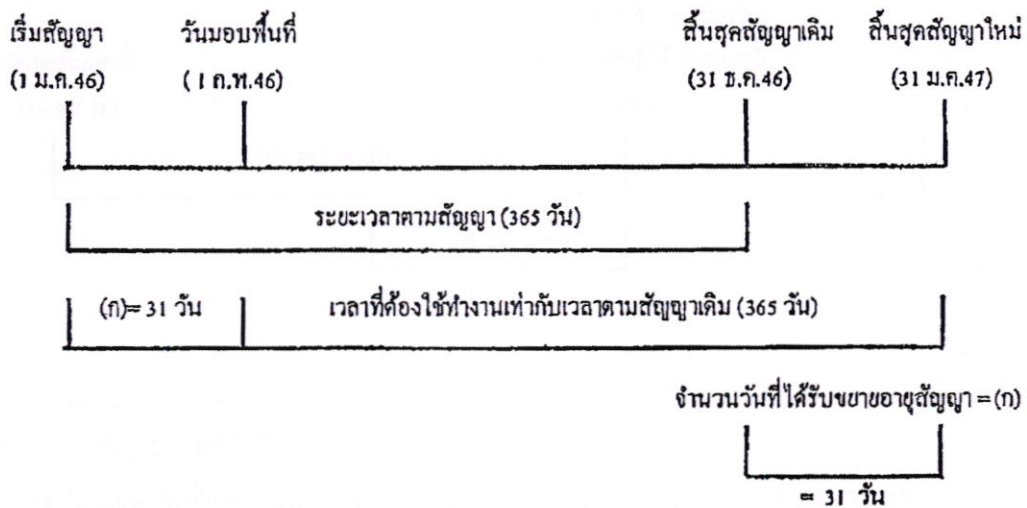 เริ่มสัญญา วันมอบพื้นที่ สิ้นสุดสัญญาเดิม สิ้นสุดสัญญาใหม่
(1 ม.ค.46) ( 1 ก.พ.46) (31 ธ.ค.46) (31 ม.ค.47)
ระยะเวลาตามสัญญา (365 วัน)
(ก)= 31 วัน เวลาที่ต้องใช้ทำงานเท่ากับเวลาตามสัญญาเดิม (365 วัน)
จำนวนวันที่ได้รับขยายอายุสัญญา = (ก)
= 31 วัน